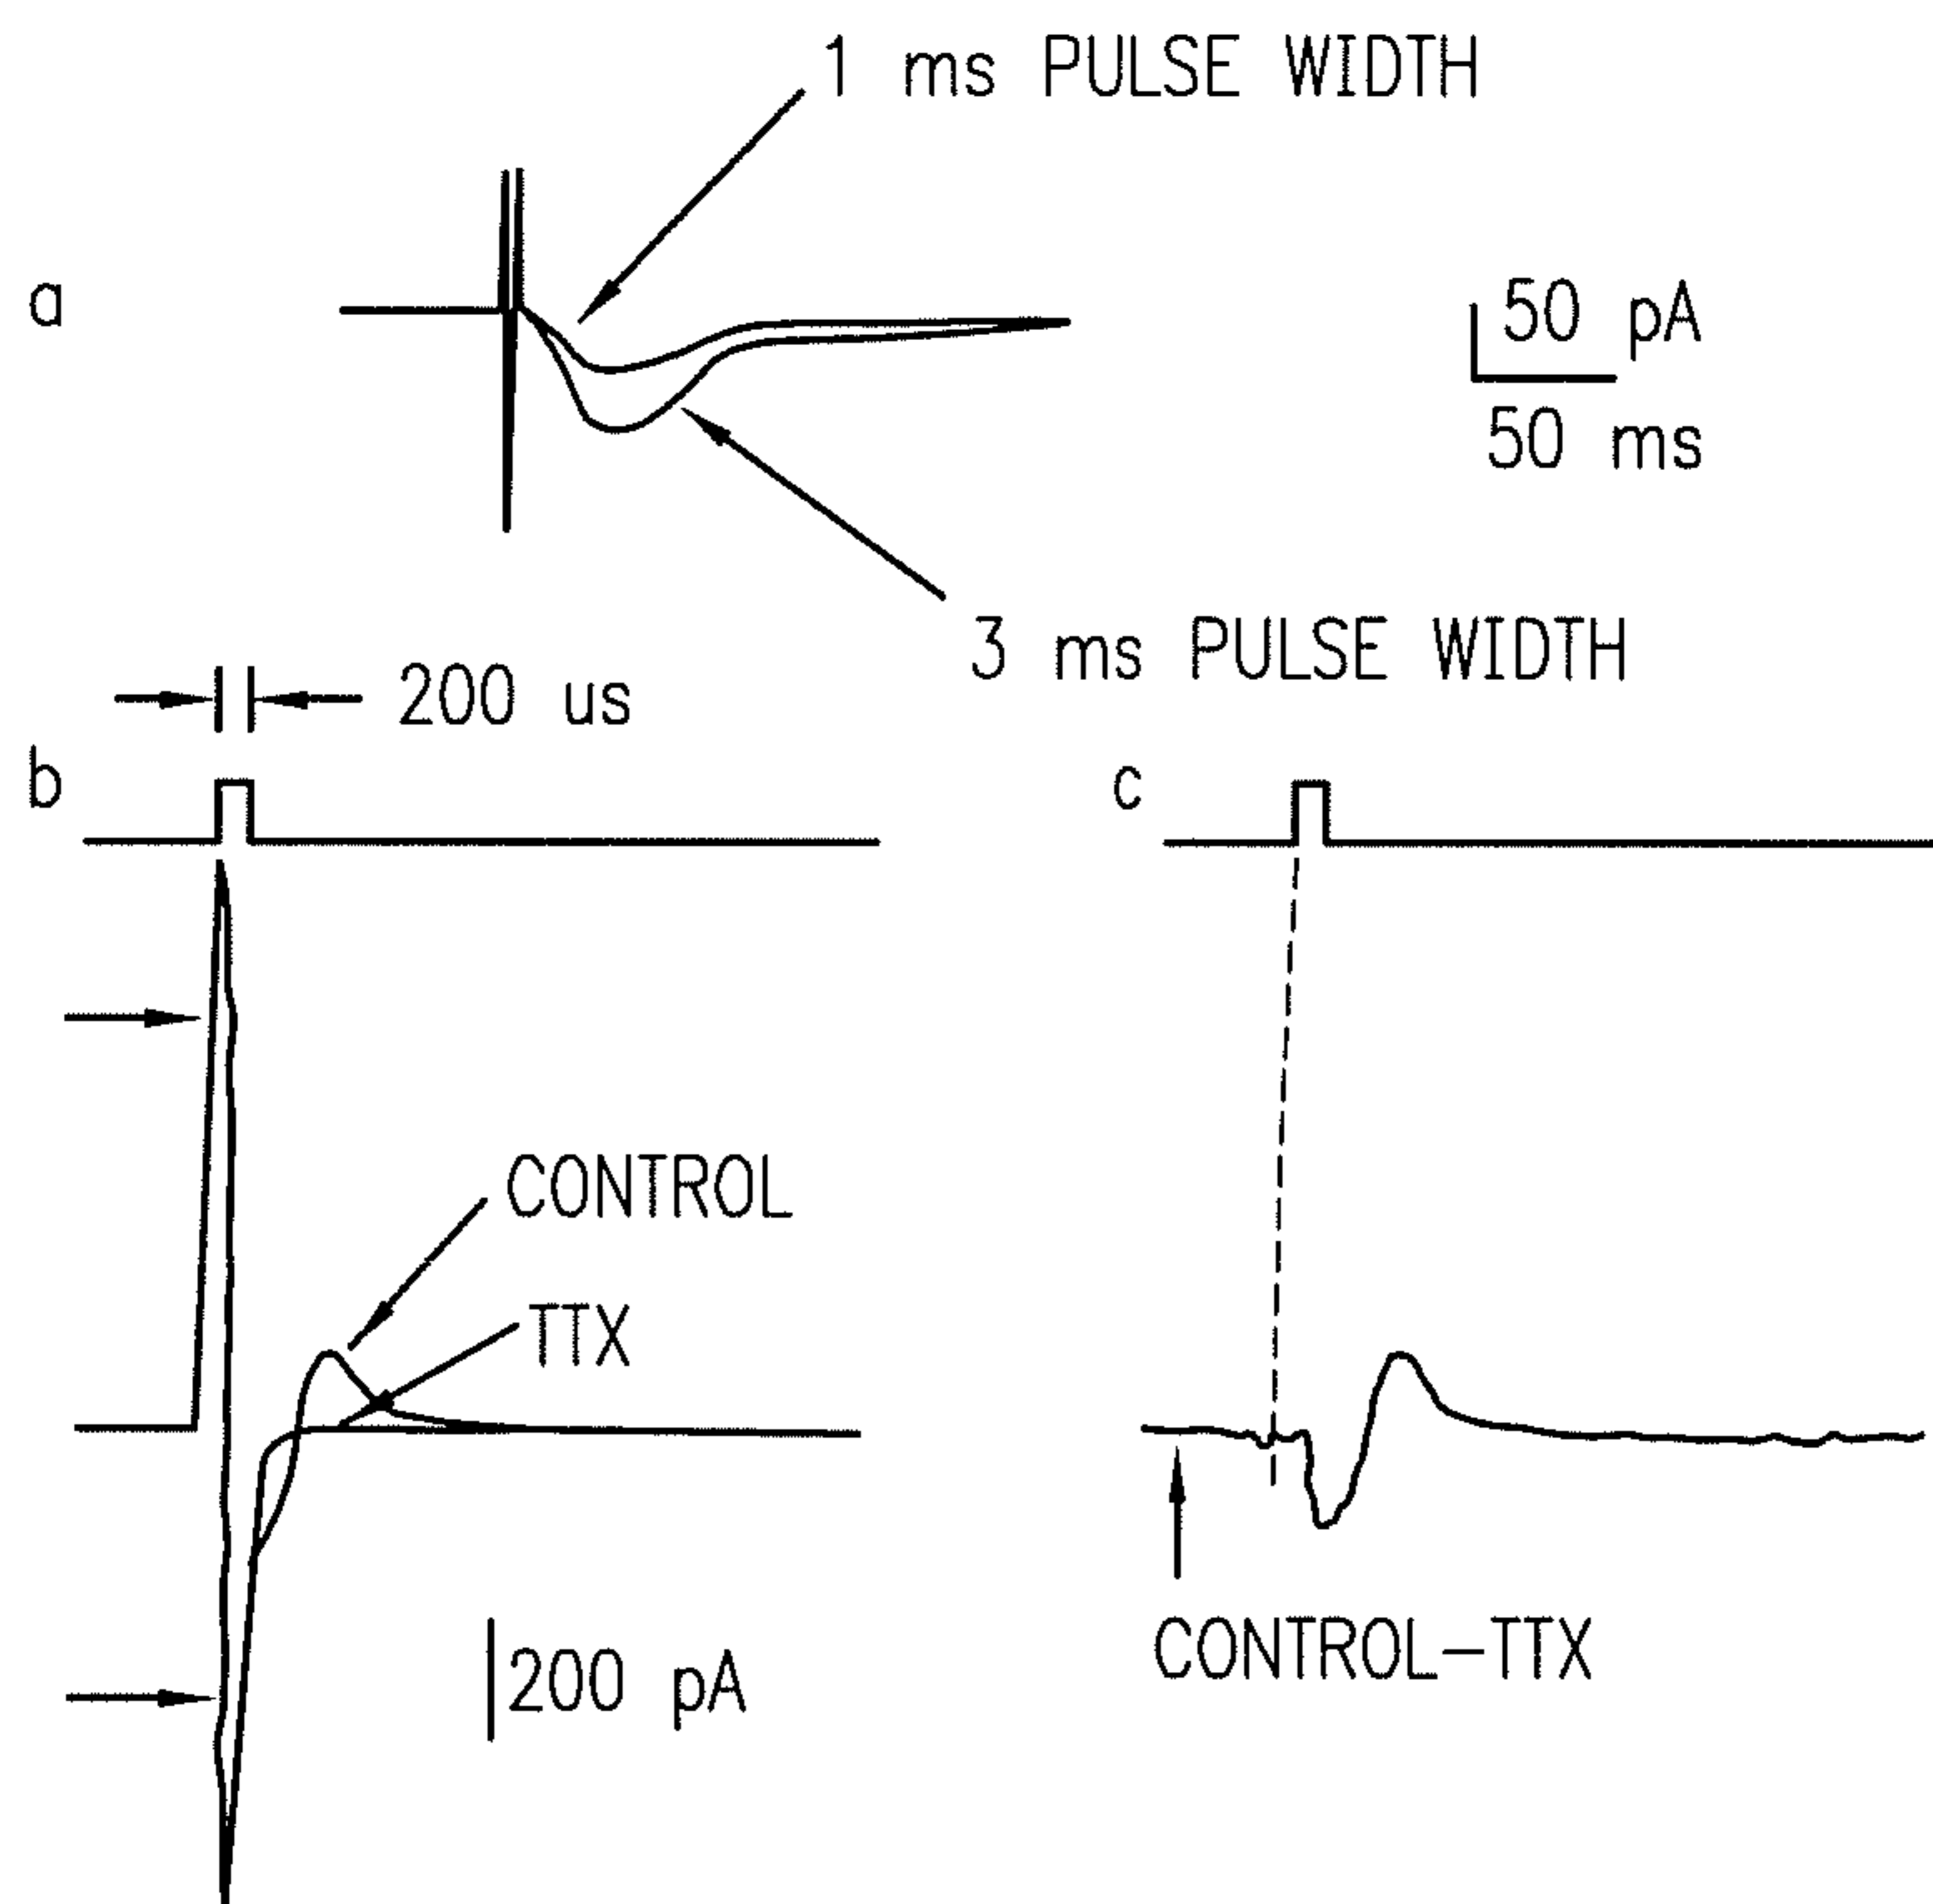 1 ms PULSE WIDTH
a
50 pA
50 ms
3 ms PULSE WIDTH
200 us
b
c
CONTROL
TTX
200 pA
CONTROL-TTX